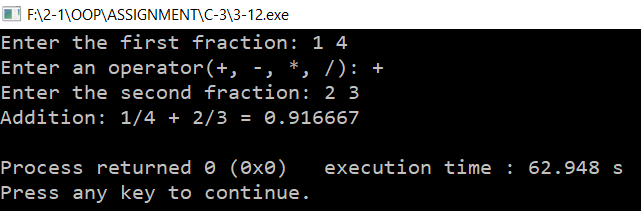 F:\2-1\OOP\ASSIGNMENT\C-3\3-12.exe
Enter the first fraction: 1 4
Enter an operator(+, -, *, /): +
Enter the second fraction: 2 3
Addition: 1/4 + 2/3 = 0.916667
Process returned 0 (0x0)   execution time : 62.948 s
Press any key to continue.